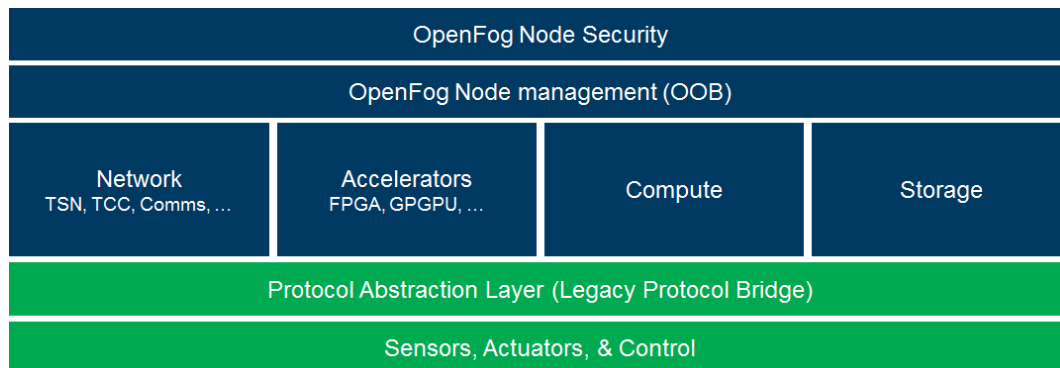 OpenFog Node Security
OpenFog Node management (OOB)
Network
TSN, TCC, Comms, ...
Accelerators
FPGA, GPGPU, ...
Compute
Storage
Protocol Abstraction Layer (Legacy Protocol Bridge)
Sensors, Actuators, & Control